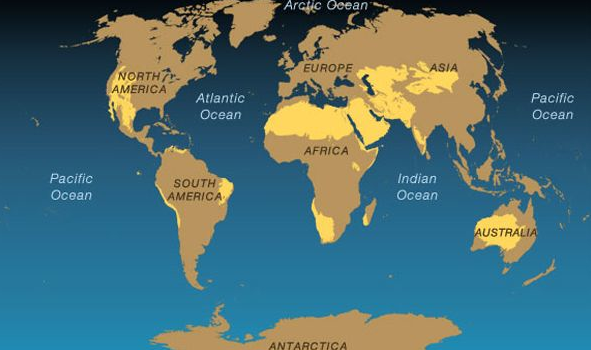 Arctic Ocean
NORTH
AMERICA
EUROPE
ASIA
Atlantic
Ocean
Pacific
Ocean
AFRICA
Pacific
Ocean
SOUTH
AMERICA
Indian
Ocean
AUSTRALIA
ANTARCTICA